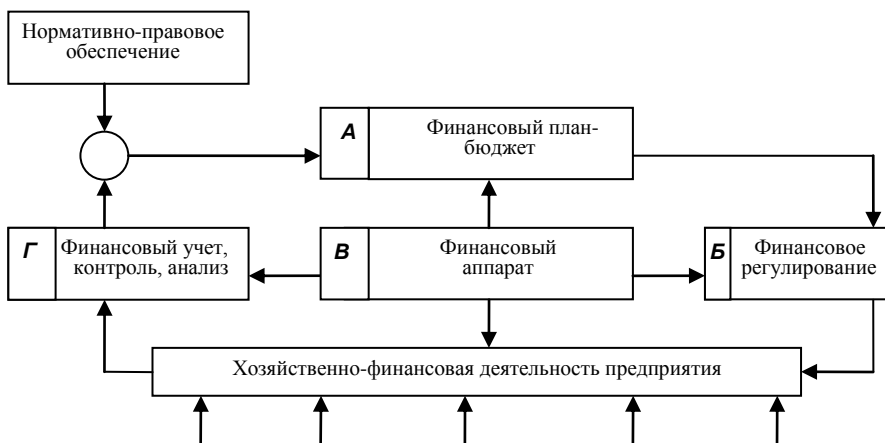 Нормативно-правовое
обеспечение
А
Финансовый план-
бюджет
Г
Финансовый учет,
контроль, анализ
В
Финансовый
аппарат
Б
Финансовое
регулирование
Хозяйственно-финансовая деятельность предприятия